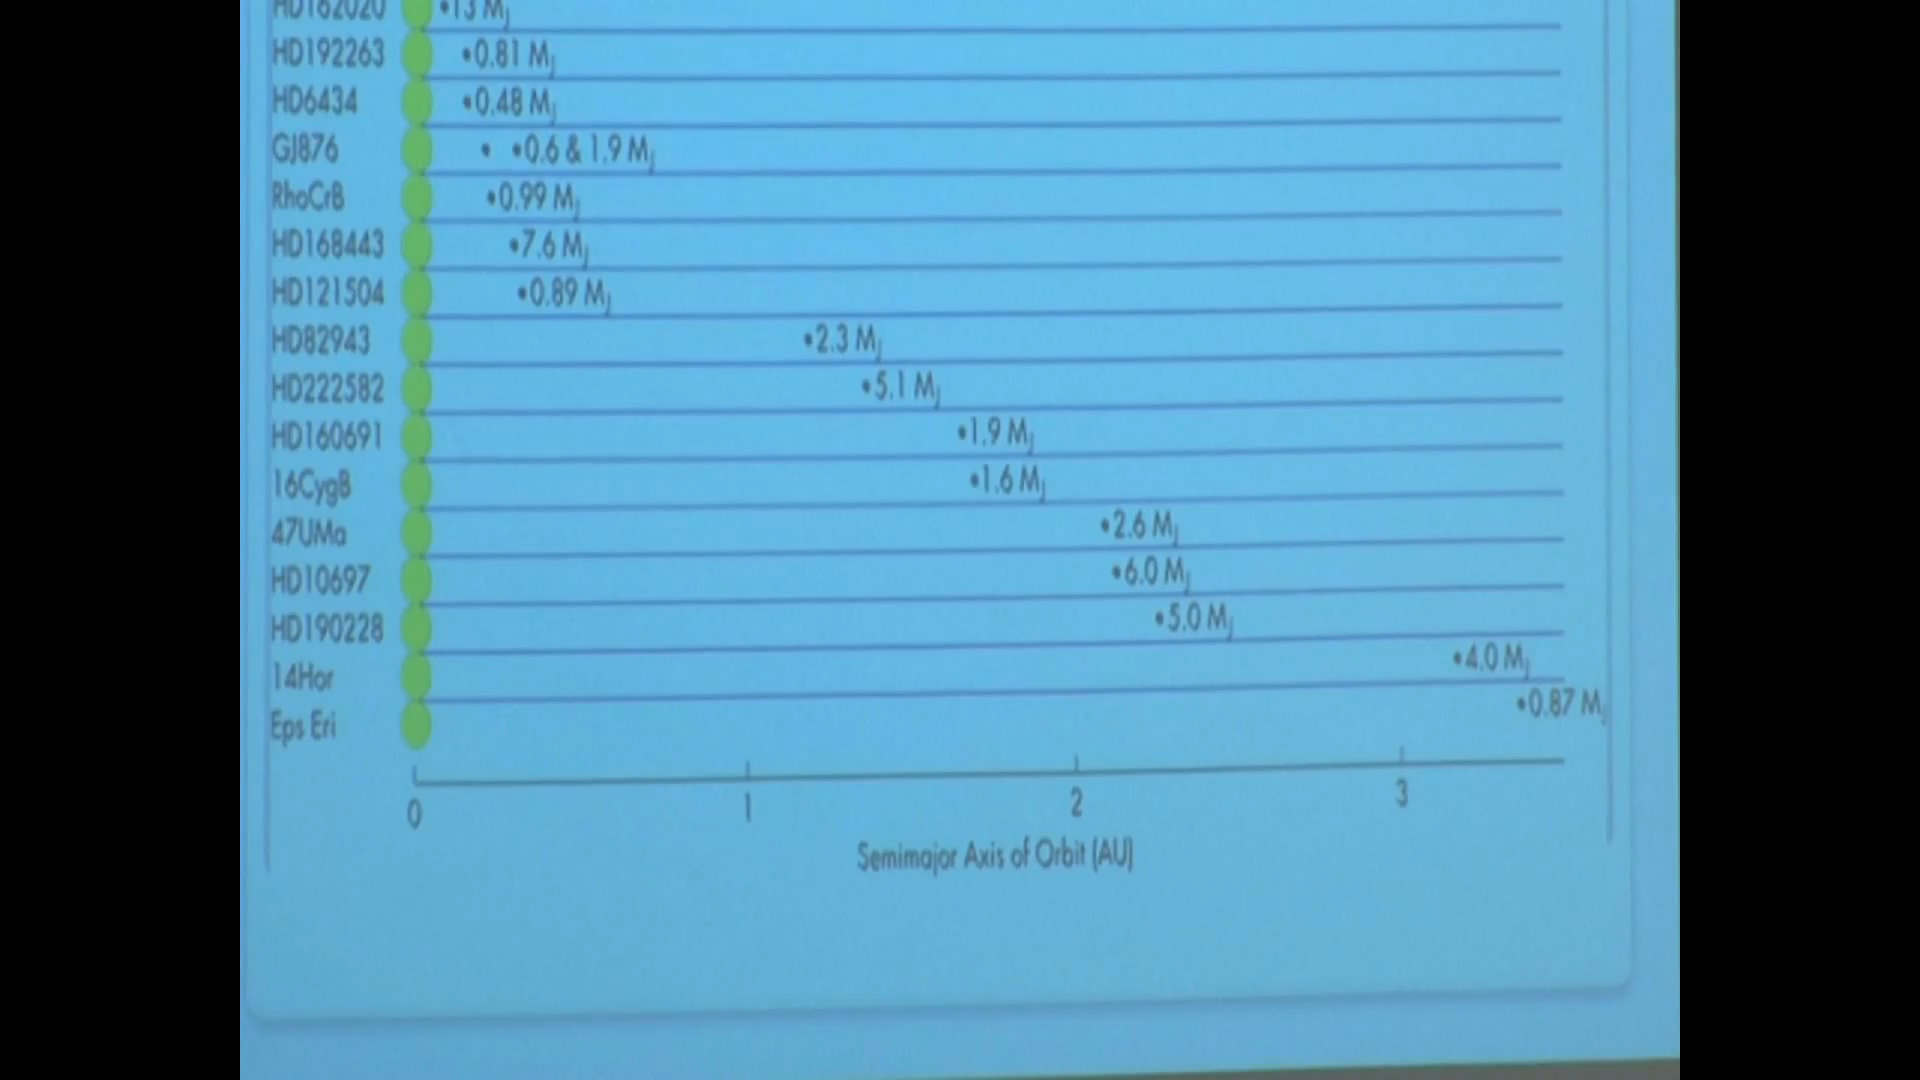 HD162020 •13 MJ
HD192263 •0.81 MJ
HD6434 •0.48 MJ
GJ876 • •0.6 & 1.9 MJ
RhoCrB •0.99 MJ
HD168443 •7.6 MJ
HD121504 •0.89 MJ
HD82943 •2.3 MJ
HD222582 •5.1 MJ
HD160691 •1.9 MJ
16CygB •1.6 MJ
47UMa •2.6 MJ
HD10697 •6.0 MJ
HD190228 •5.0 MJ
14Hor •4.0 MJ
Eps Eri •0.87 MJ
0 1 2 3
Semimajor Axis of Orbit (AU)